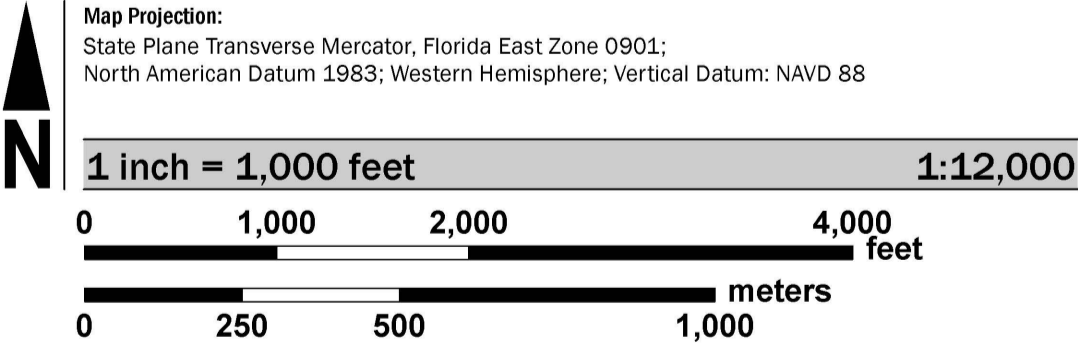 Map Projection:
State Plane Transverse Mercator, Florida East Zone 0901;
North American Datum 1983; Western Hemisphere; Vertical Datum: NAVD 88
N
1 inch = 1,000 feet 1:12,000
0 1,000 2,000 4,000
feet
meters
0 250 500 1,000